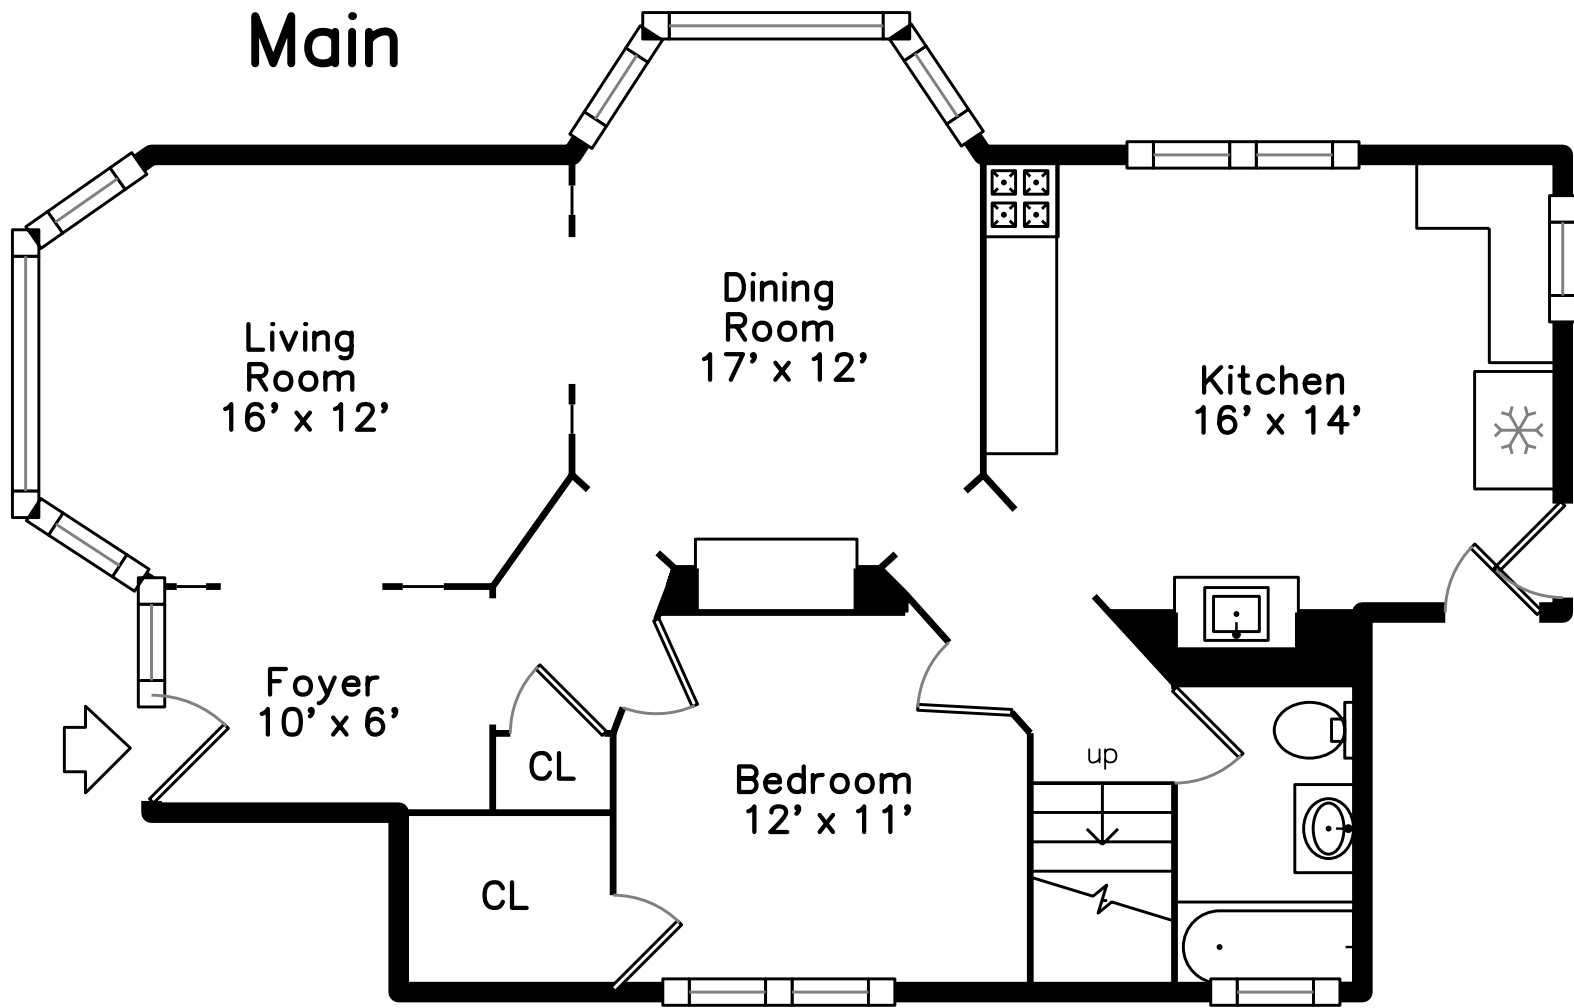 Main
Dining
Room
17' x 12'
Living
Room
16' x 12'
Kitchen
16' x 14'
Foyer
10' x 6'
CL
up
Bedroom
12' x 11'
CL